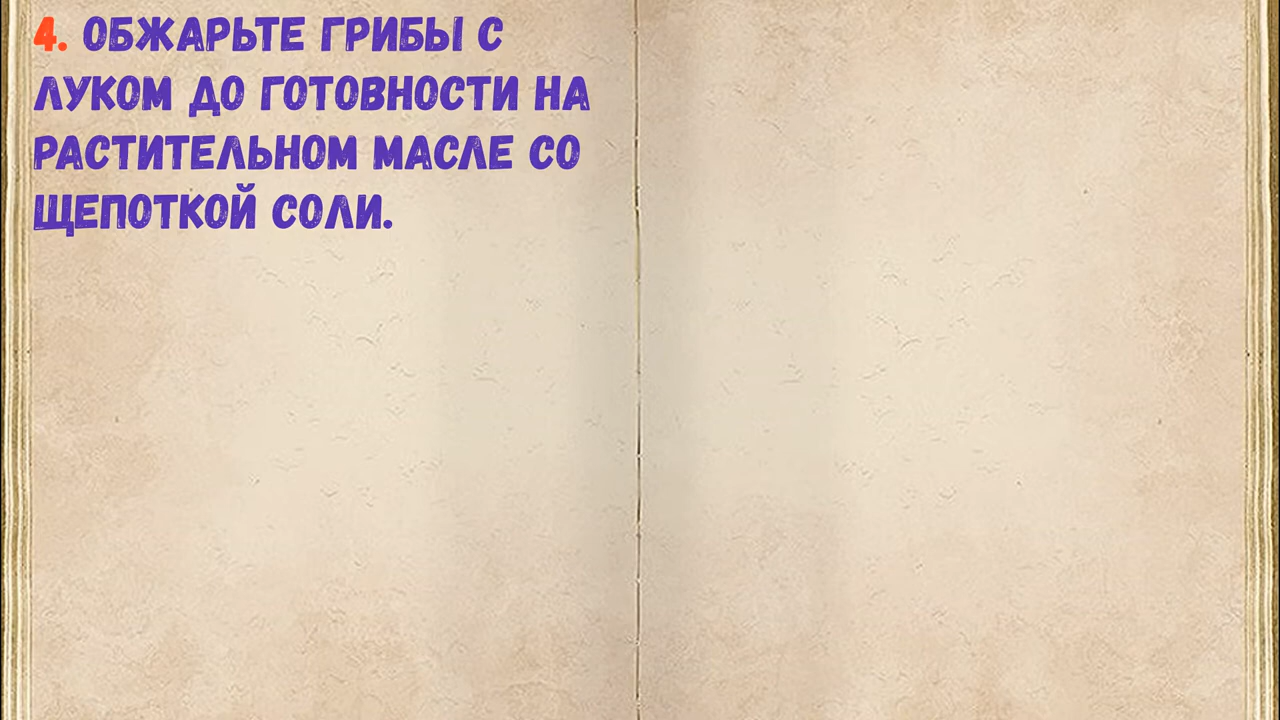 4. ОБЖАРЬТЕ ГРИБЫ С
ЛУКОМ ДО ГОТОВНОСТИ НА
РАСТИТЕЛЬНОМ МАСЛЕ СО
ЩЕПОТКОЙ СОЛИ.